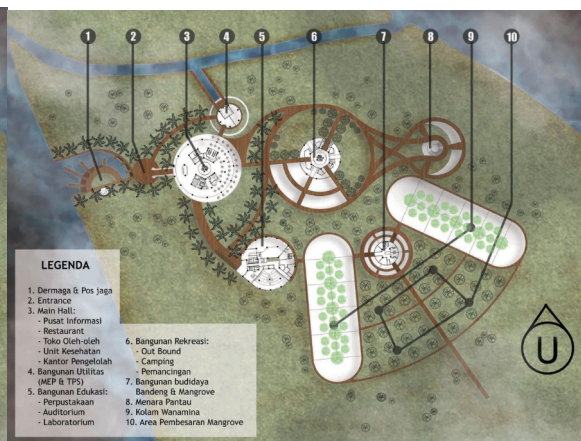 1 2 3 4 5 6 7 8 9 10
LEGENDA
1. Dermaga & Pos jaga
2. Entrance
3. Main Hall:
- Pusat Informasi
- Restaurant
- Toko Oleh-oleh
- Unit Kesehatan
- Kantor Pengelolah
4. Bangunan Utilitas
(MEP & TPS)
5. Bangunan Edukasi:
- Perpustakaan
- Auditorium
- Laboratorium
6. Bangunan Rekreasi:
- Out Bound
- Camping
- Pemancingan
7. Bangunan budidaya
Bandeng & Mangrove
8. Menara Pantau
9. Kolam Wanamina
10. Area Pembesaran Mangrove
U